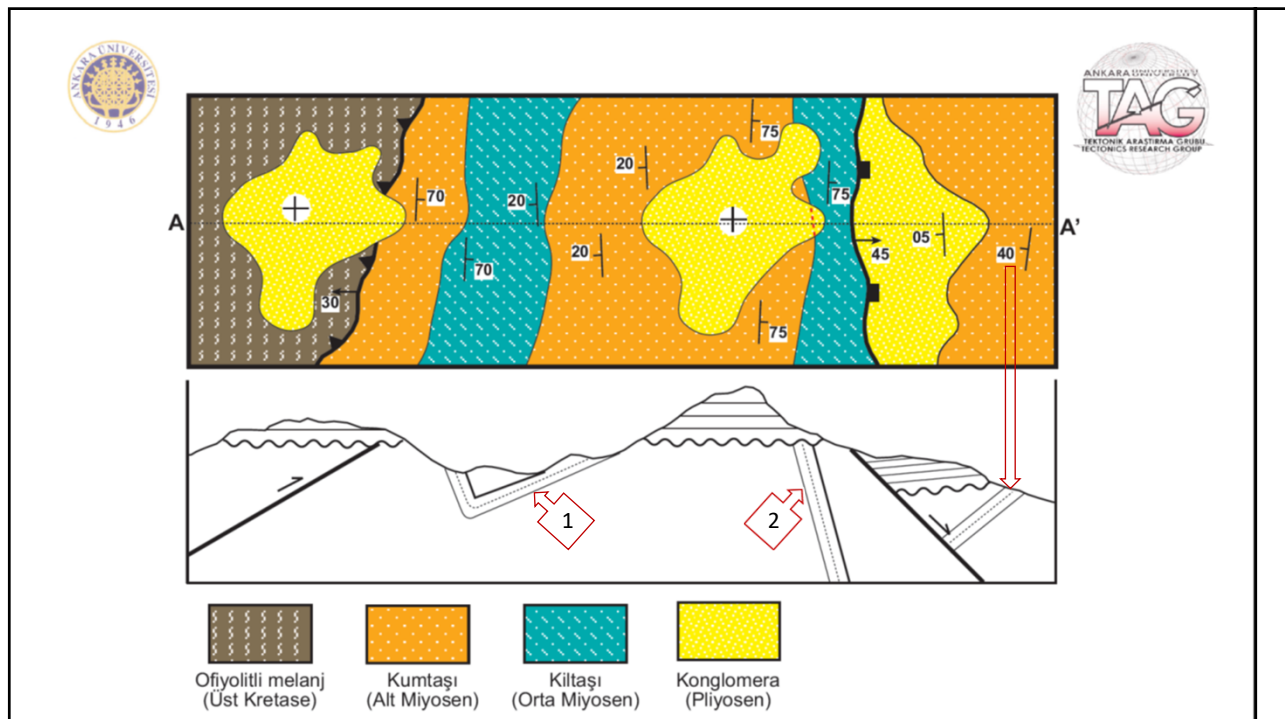 ANKARA ÜNİVERSİTESİ
1946
ANKARA ÜNİVERSİTESİ
UNIVERSITY
TAG
TEKTONİK ARAŞTIRMA GRUBU
TECTONICS RESEARCH GROUP
75
20
70
20
75
A
A'
05
45
40
20
70
30
75
1
2
Ofiyolitli melanj
(Üst Kretase)
Kumtaşı
(Alt Miyosen)
Kiltaşı
(Orta Miyosen)
Konglomera
(Pliyosen)